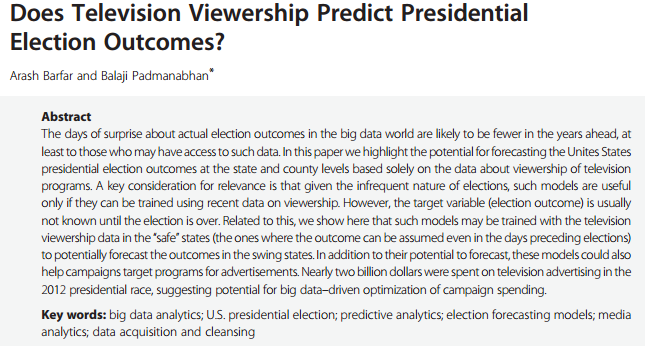 Does Television Viewership Predict Presidential
Election Outcomes?
Arash Barfar and Balaji Padmanabhan*
Abstract
The days of surprise about actual election outcomes in the big data world are likely to be fewer in the years ahead, at
least to those who may have access to such data. In this paper we highlight the potential for forecasting the Unites States
presidential election outcomes at the state and county levels based solely on the data about viewership of television
programs. A key consideration for relevance is that given the infrequent nature of elections, such models are useful
only if they can be trained using recent data on viewership. However, the target variable (election outcome) is usually
not known until the election is over. Related to this, we show here that such models may be trained with the television
viewership data in the "safe" states (the ones where the outcome can be assumed even in the days preceding elections)
to potentially forecast the outcomes in the swing states. In addition to their potential to forecast, these models could also
help campaigns target programs for advertisements. Nearly two billion dollars were spent on television advertising in the
2012 presidential race, suggesting potential for big data–driven optimization of campaign spending.
Key words: big data analytics; U.S. presidential election; predictive analytics; election forecasting models; media
analytics; data acquisition and cleansing